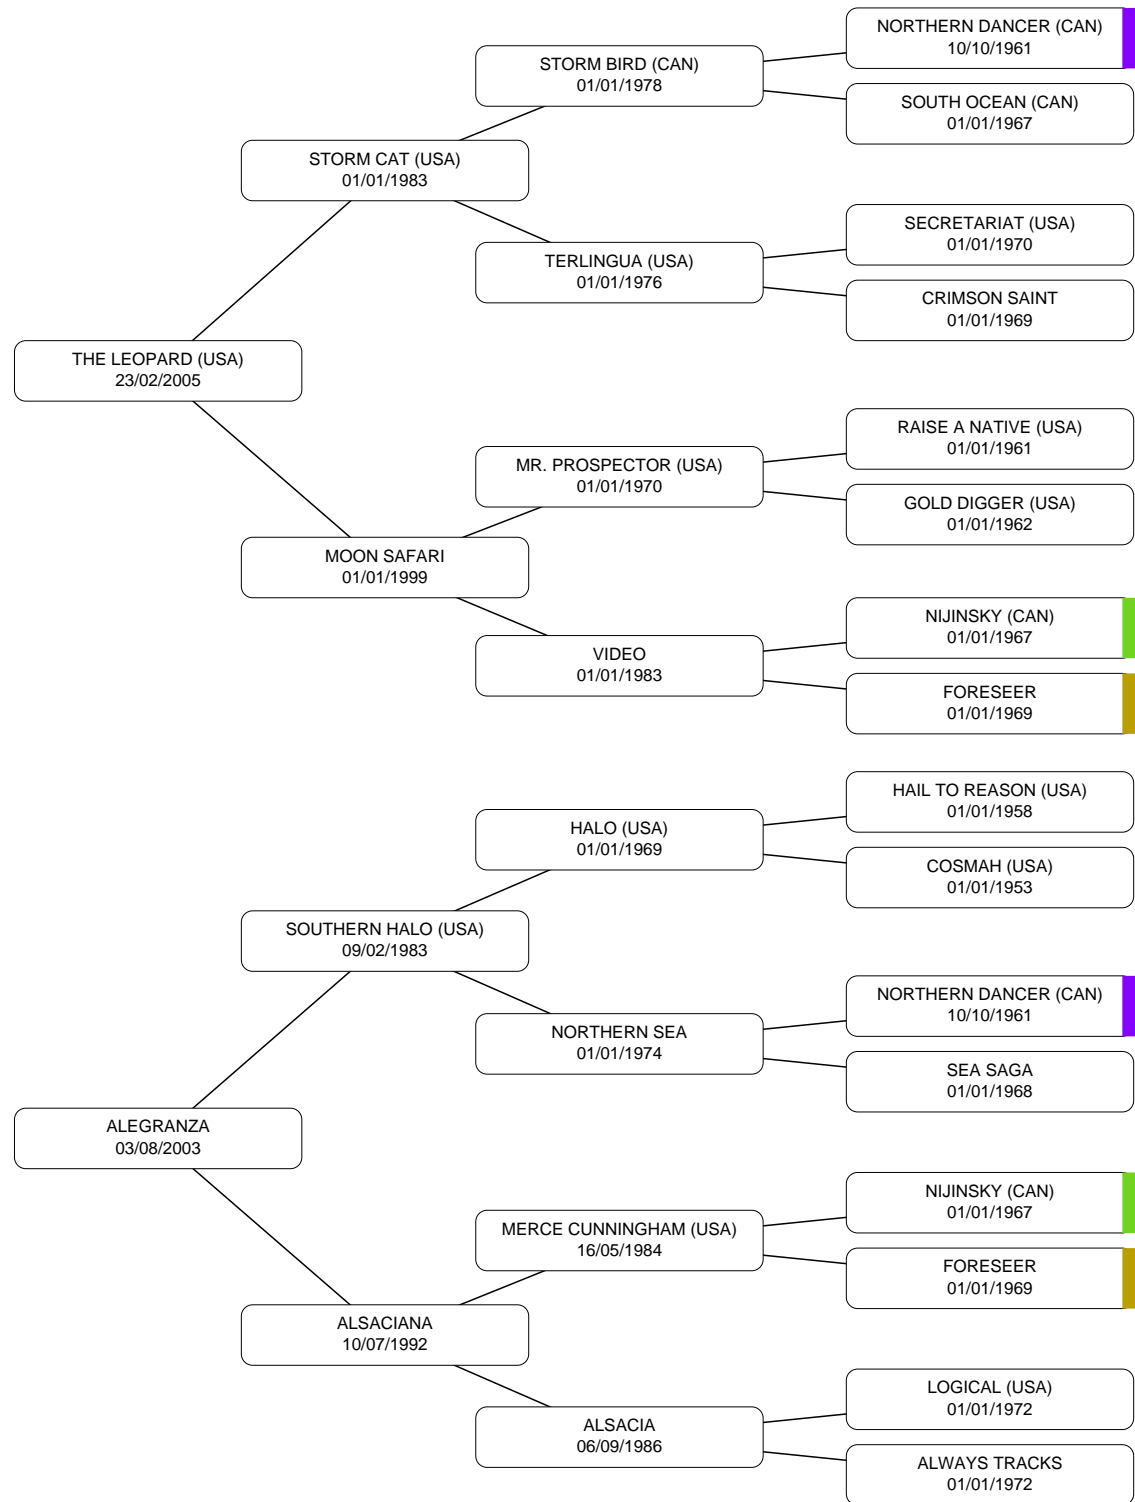 NORTHERN DANCER (CAN)
10/10/1961
STORM BIRD (CAN)
01/01/1978
SOUTH OCEAN (CAN)
01/01/1967
STORM CAT (USA)
01/01/1983
SECRETARIAT (USA)
01/01/1970
TERLINGUA (USA)
01/01/1976
CRIMSON SAINT
01/01/1969
THE LEOPARD (USA)
23/02/2005
RAISE A NATIVE (USA)
01/01/1961
MR. PROSPECTOR (USA)
01/01/1970
GOLD DIGGER (USA)
01/01/1962
MOON SAFARI
01/01/1999
NIJINSKY (CAN)
01/01/1967
VIDEO
01/01/1983
FORESEER
01/01/1969
HAIL TO REASON (USA)
01/01/1958
HALO (USA)
01/01/1969
COSMAH (USA)
01/01/1953
SOUTHERN HALO (USA)
09/02/1983
NORTHERN DANCER (CAN)
10/10/1961
NORTHERN SEA
01/01/1974
SEA SAGA
01/01/1968
ALEGRANZA
03/08/2003
NIJINSKY (CAN)
01/01/1967
MERCE CUNNINGHAM (USA)
16/05/1984
FORESEER
01/01/1969
ALSACIANA
10/07/1992
LOGICAL (USA)
01/01/1972
ALSACIA
06/09/1986
ALWAYS TRACKS
01/01/1972